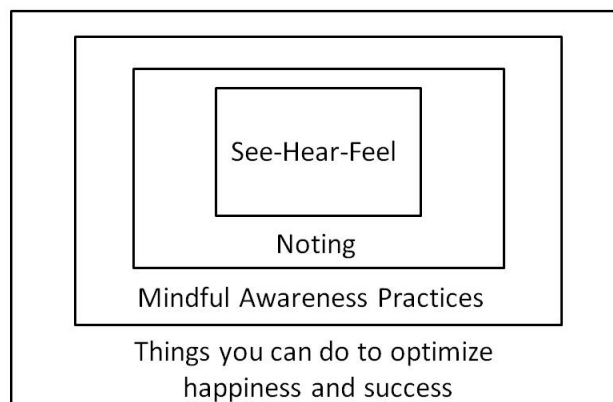 See-Hear-Feel
Noting
Mindful Awareness Practices
Things you can do to optimize
happiness and success